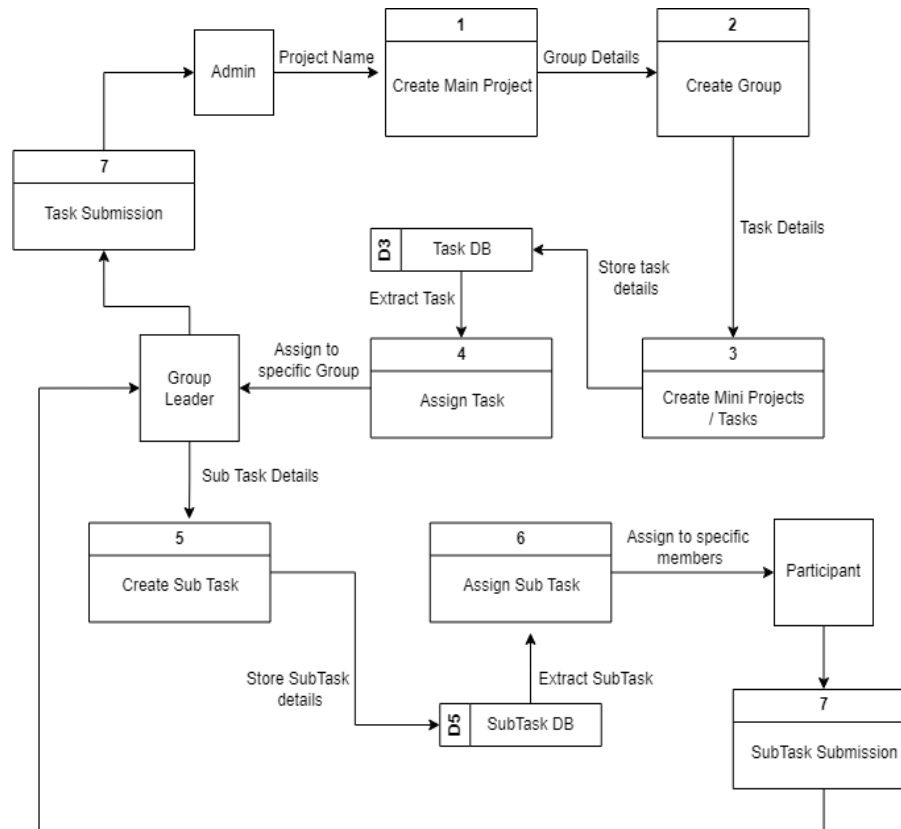 1
2
Admin
Project Name
Create Main Project
Group Details
Create Group
7
Task Submission
Task Details
D3
Task DB
Store task
details
Extract Task
Group
Leader
Assign to
specific Group
4
Assign Task
3
Create Mini Projects
/ Tasks
Sub Task Details
5
Create Sub Task
6
Assign Sub Task
Assign to specific
members
Participant
Store SubTask
details
Extract SubTask
D5
SubTask DB
7
SubTask Submission